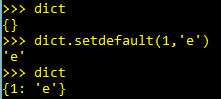 >>> dict
{}
>>> dict.setdefault(1,'e')
'e'
>>> dict
{1: 'e'}